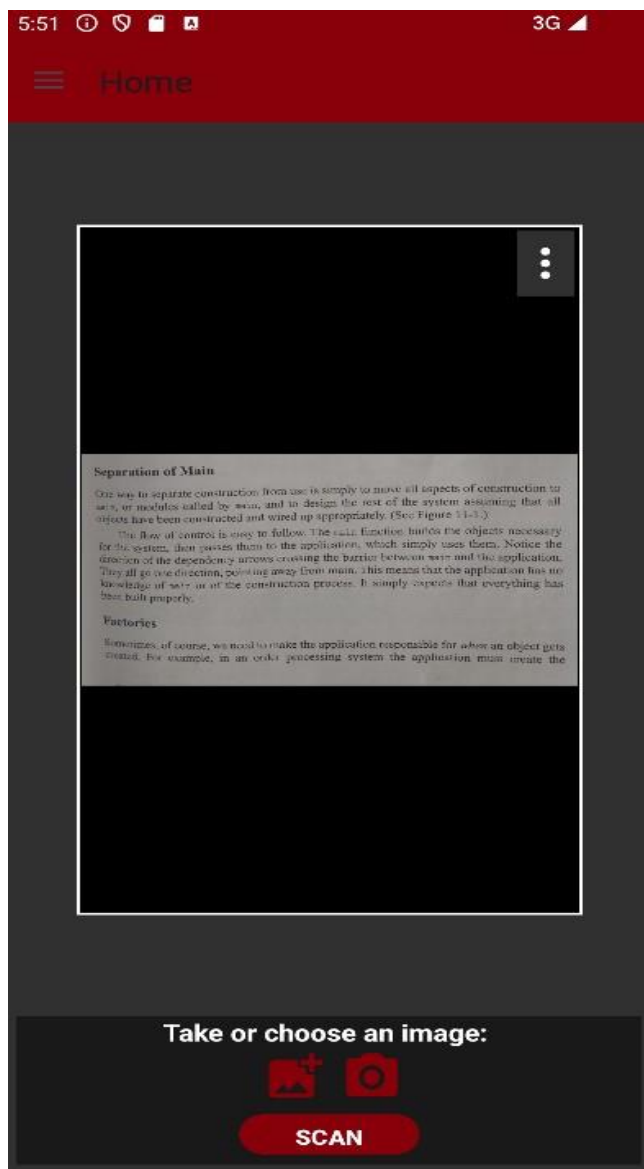 5:51
3G
Home
Separation of Main
One way to separate construction from use is simply to move all aspects of construction to
main, or modules called by main, and to design the rest of the system assuming that all
objects have been constructed and wired up appropriately. (See Figure 11-1.)
The flow of control is easy to follow. The main function builds the objects necessary
for the system, then passes them to the application, which simply uses them. Notice the
direction of the dependency arrows crossing the barrier between main and the application.
They all go one direction, pointing away from main. This means that the application has no
knowledge of main or of the construction process. It simply expects that everything has
been built properly.
Factories
Sometimes, of course, we need to make the application responsible for when an object gets
created. For example, in an order processing system the application must create the
Take or choose an image:
SCAN